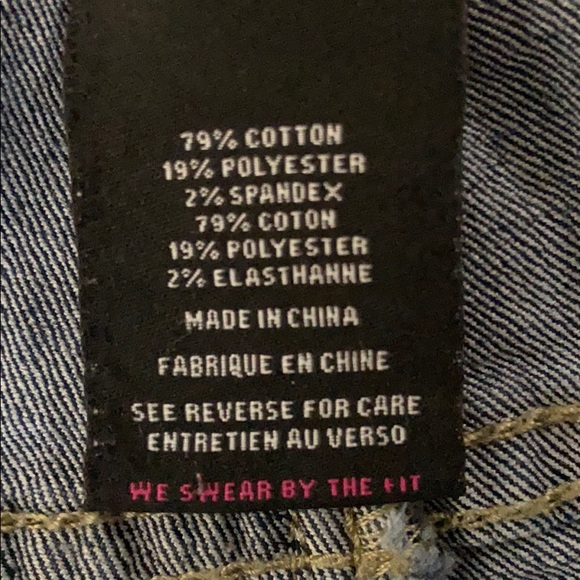 79% COTTON
19% POLYESTER
2% SPANDEX
79% COTON
19% POLYESTER
2% ELASTHANNE
MADE IN CHINA
FABRIQUE EN CHINE
SEE REVERSE FOR CARE
ENTRETIEN AU VERSO
WE SWEAR BY THE FIT